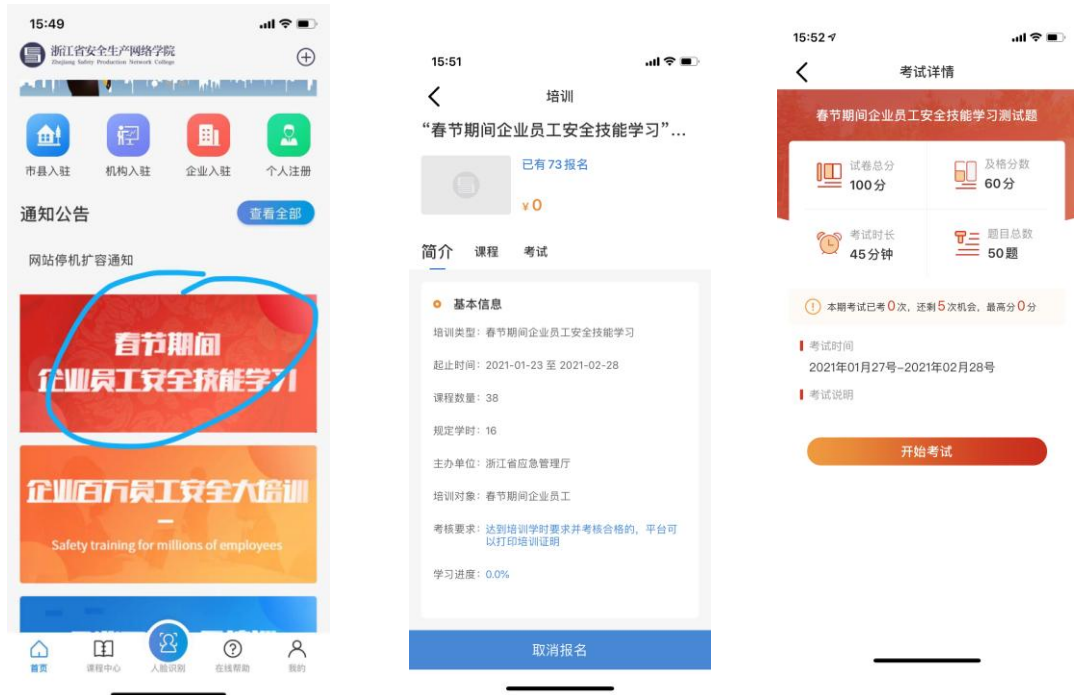 15:49
浙江省安全生产网络学院
Zhejiang Safety Production Network College
市县入驻
机构入驻
企业入驻
个人注册
通知公告
查看全部
网站停机扩容通知
春节期间
企业员工安全技能学习
企业百万员工安全大培训
Safety training for millions of employees
首页
课程中心
人脸识别
在线帮助
我的
15:51
培训
“春节期间企业员工安全技能学习”...
已有73报名
¥0
简介
课程
考试
基本信息
培训类型：春节期间企业员工安全技能学习
起止时间：2021-01-23 至 2021-02-28
课程数量：38
规定学时：16
主办单位：浙江省应急管理厅
培训对象：春节期间企业员工
考核要求：达到培训学时要求并考核合格的，平台可
以打印培训证明
学习进度：0.0%
取消报名
15:52
考试详情
春节期间企业员工安全技能学习测试题
试卷总分
100分
及格分数
60分
考试时长
45分钟
题目总数
50题
本期考试已考0次，还剩5次机会，最高分0分
考试时间
2021年01月27号-2021年02月28号
考试说明
开始考试